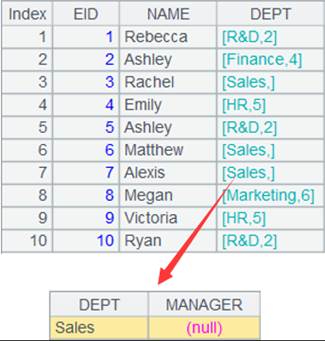 Index EID NAME DEPT
1 1 Rebecca [R&D,2]
2 2 Ashley [Finance,4]
3 3 Rachel [Sales,]
4 4 Emily [HR,5]
5 5 Ashley [R&D,2]
6 6 Matthew [Sales,]
7 7 Alexis [Sales,]
8 8 Megan [Marketing,6]
9 9 Victoria [HR,5]
10 10 Ryan [R&D,2]
DEPT MANAGER
Sales (null)